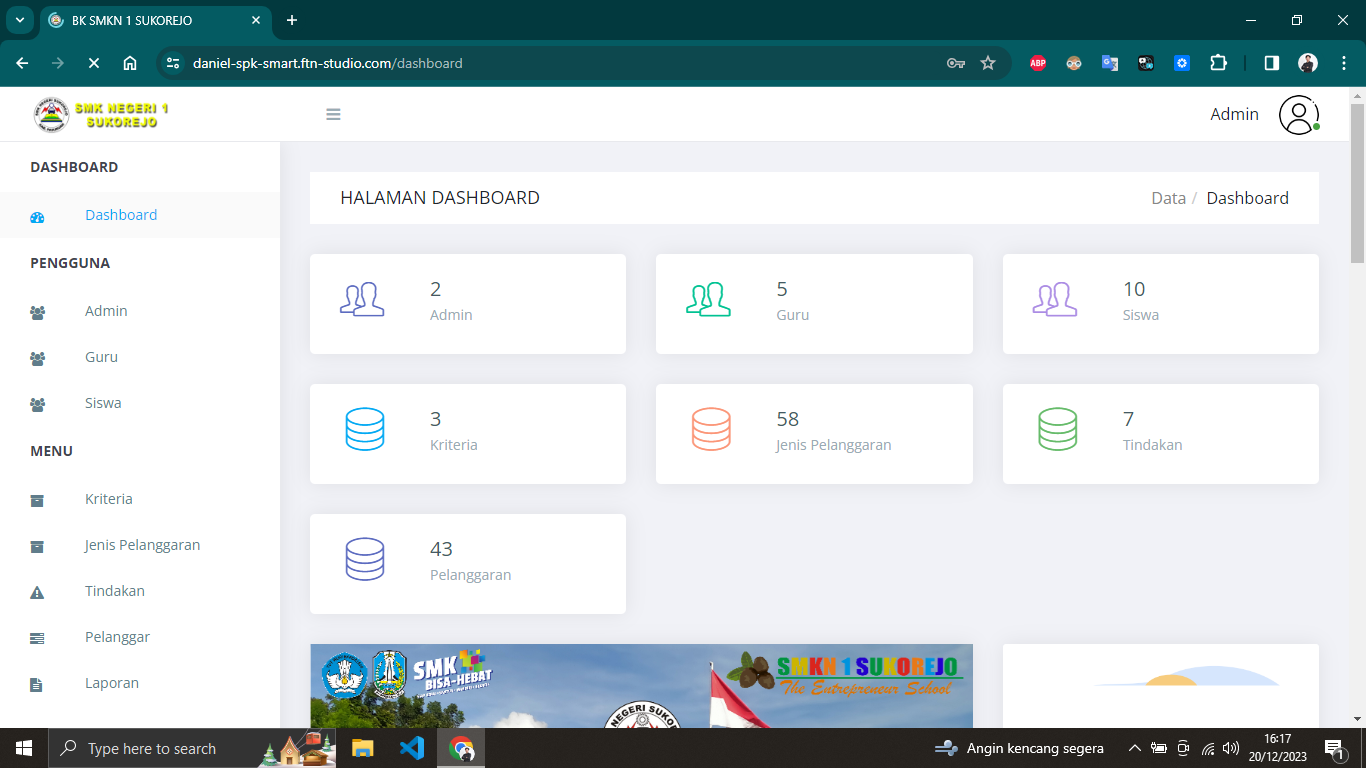 BK SMKN 1 SUKOREJO
daniel-spk-smart.ftn-studio.com/dashboard
ABP
SMK NEGERI 1
SUKOREJO
Admin
DASHBOARD
Dashboard
PENGGUNA
Admin
Guru
Siswa
MENU
Kriteria
Jenis Pelanggaran
Tindakan
Pelanggar
Laporan
HALAMAN DASHBOARD
Data / Dashboard
2
Admin
5
Guru
10
Siswa
3
Kriteria
58
Jenis Pelanggaran
7
Tindakan
43
Pelanggaran
SMK
BISA-HEBAT
SMKN 1 SUKOREJO
The Entrepreneur School
Type here to search
Angin kencang segera
16:17
20/12/2023
1